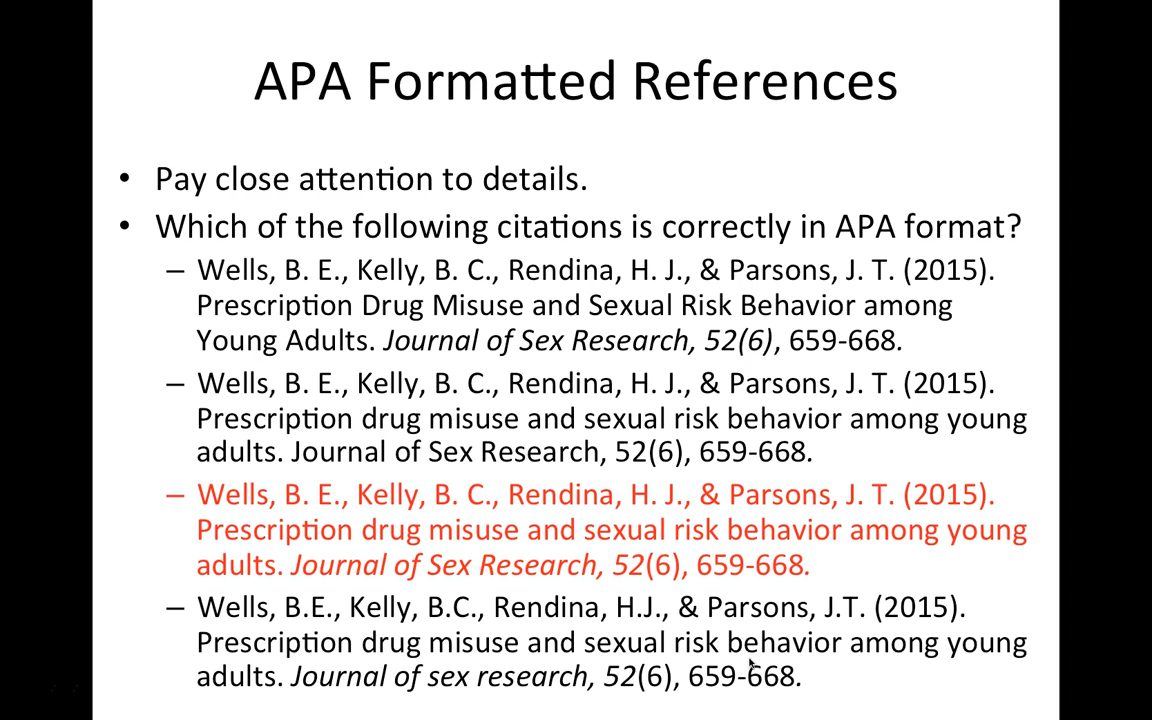 APA Formatted References
• Pay close attention to details.
• Which of the following citations is correctly in APA format?
– Wells, B. E., Kelly, B. C., Rendina, H. J., & Parsons, J. T. (2015).
Prescription Drug Misuse and Sexual Risk Behavior among
Young Adults. Journal of Sex Research, 52(6), 659-668.
– Wells, B. E., Kelly, B. C., Rendina, H. J., & Parsons, J. T. (2015).
Prescription drug misuse and sexual risk behavior among young
adults. Journal of Sex Research, 52(6), 659-668.
– Wells, B. E., Kelly, B. C., Rendina, H. J., & Parsons, J. T. (2015).
Prescription drug misuse and sexual risk behavior among young
adults. Journal of Sex Research, 52(6), 659-668.
– Wells, B.E., Kelly, B.C., Rendina, H.J., & Parsons, J.T. (2015).
Prescription drug misuse and sexual risk behavior among young
adults. Journal of sex research, 52(6), 689-668.